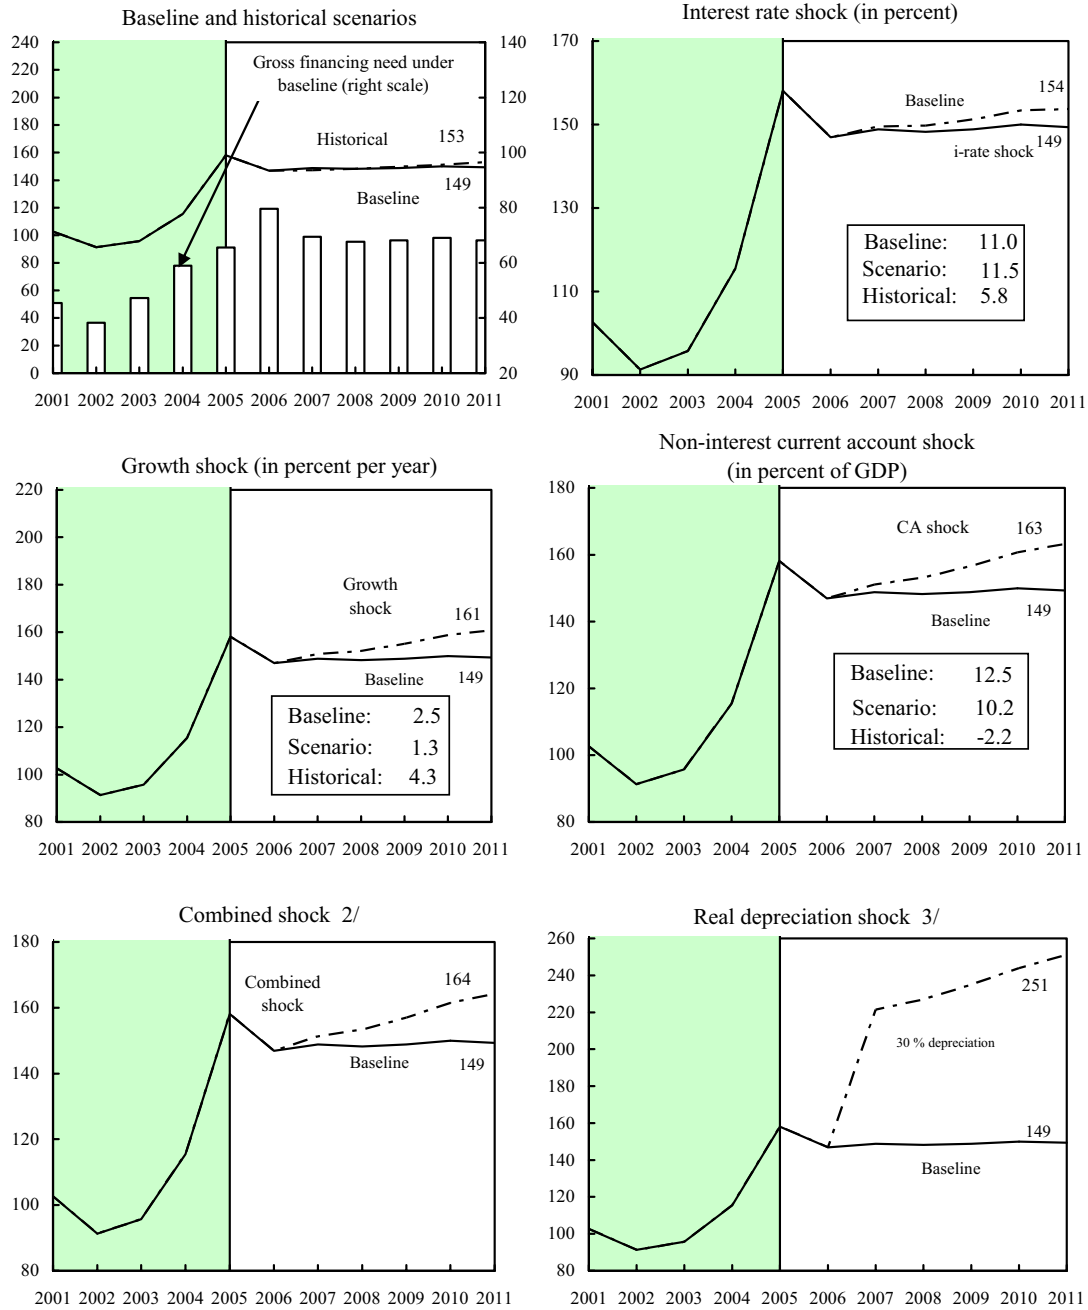 Baseline and historical scenarios
240
220
200
180
160
140
120
100
80
60
40
20
0
140
120
100
80
60
40
20
Gross financing need under
baseline (right scale)
Historical
153
149
Baseline
2001 2002 2003 2004 2005 2006 2007 2008 2009 2010 2011
Interest rate shock (in percent)
170
150
130
110
90
154
Baseline
149
i-rate shock
Baseline: 11.0
Scenario: 11.5
Historical: 5.8
2001 2002 2003 2004 2005 2006 2007 2008 2009 2010 2011
Growth shock (in percent per year)
220
200
180
160
140
120
100
80
Growth
shock
161
Baseline
149
Baseline: 2.5
Scenario: 1.3
Historical: 4.3
2001 2002 2003 2004 2005 2006 2007 2008 2009 2010 2011
Non-interest current account shock
(in percent of GDP)
180
160
140
120
100
80
CA shock
163
149
Baseline
Baseline: 12.5
Scenario: 10.2
Historical: -2.2
2001 2002 2003 2004 2005 2006 2007 2008 2009 2010 2011
Combined shock 2/
180
160
140
120
100
80
Combined
shock
164
Baseline
149
2001 2002 2003 2004 2005 2006 2007 2008 2009 2010 2011
Real depreciation shock 3/
260
240
220
200
180
160
140
120
100
80
251
30 % depreciation
149
Baseline
2001 2002 2003 2004 2005 2006 2007 2008 2009 2010 2011